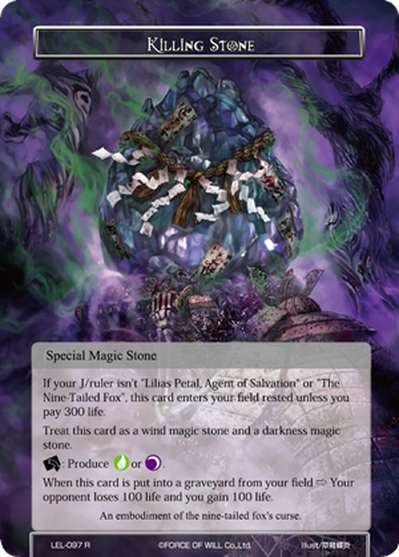 Killing Stone
Special Magic Stone
If your J/ruler isn't "Lilias Petal, Agent of Salvation" or "The
Nine-Tailed Fox", this card enters your field rested unless you
pay 300 life.
Treat this card as a wind magic stone and a darkness magic
stone.
: Produce or .
When this card is put into a graveyard from your field ⇨ Your
opponent loses 100 life and you gain 100 life.
An embodiment of the nine-tailed fox's curse.
LEL-097 R ©FORCE OF WILL Co.,Ltd. Illust/